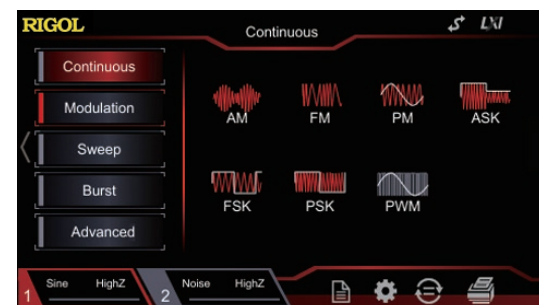 RIGOL
Continuous
LXI
Continuous
Modulation
Sweep
Burst
Advanced
AM
FM
PM
ASK
FSK
PSK
PWM
1 Sine HighZ
2 Noise HighZ